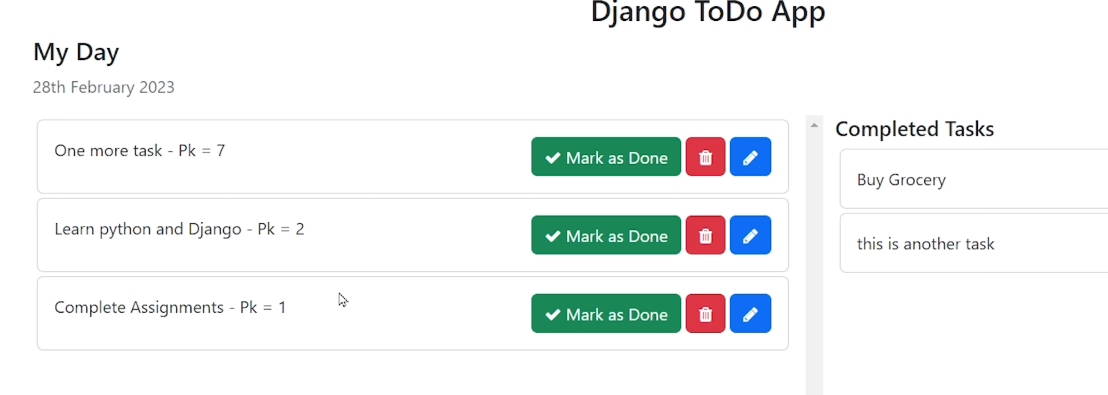 Django ToDo App
My Day
28th February 2023
One more task - Pk = 7
Mark as Done
Learn python and Django - Pk = 2
Mark as Done
Complete Assignments - Pk = 1
Mark as Done
Completed Tasks
Buy Grocery
this is another task